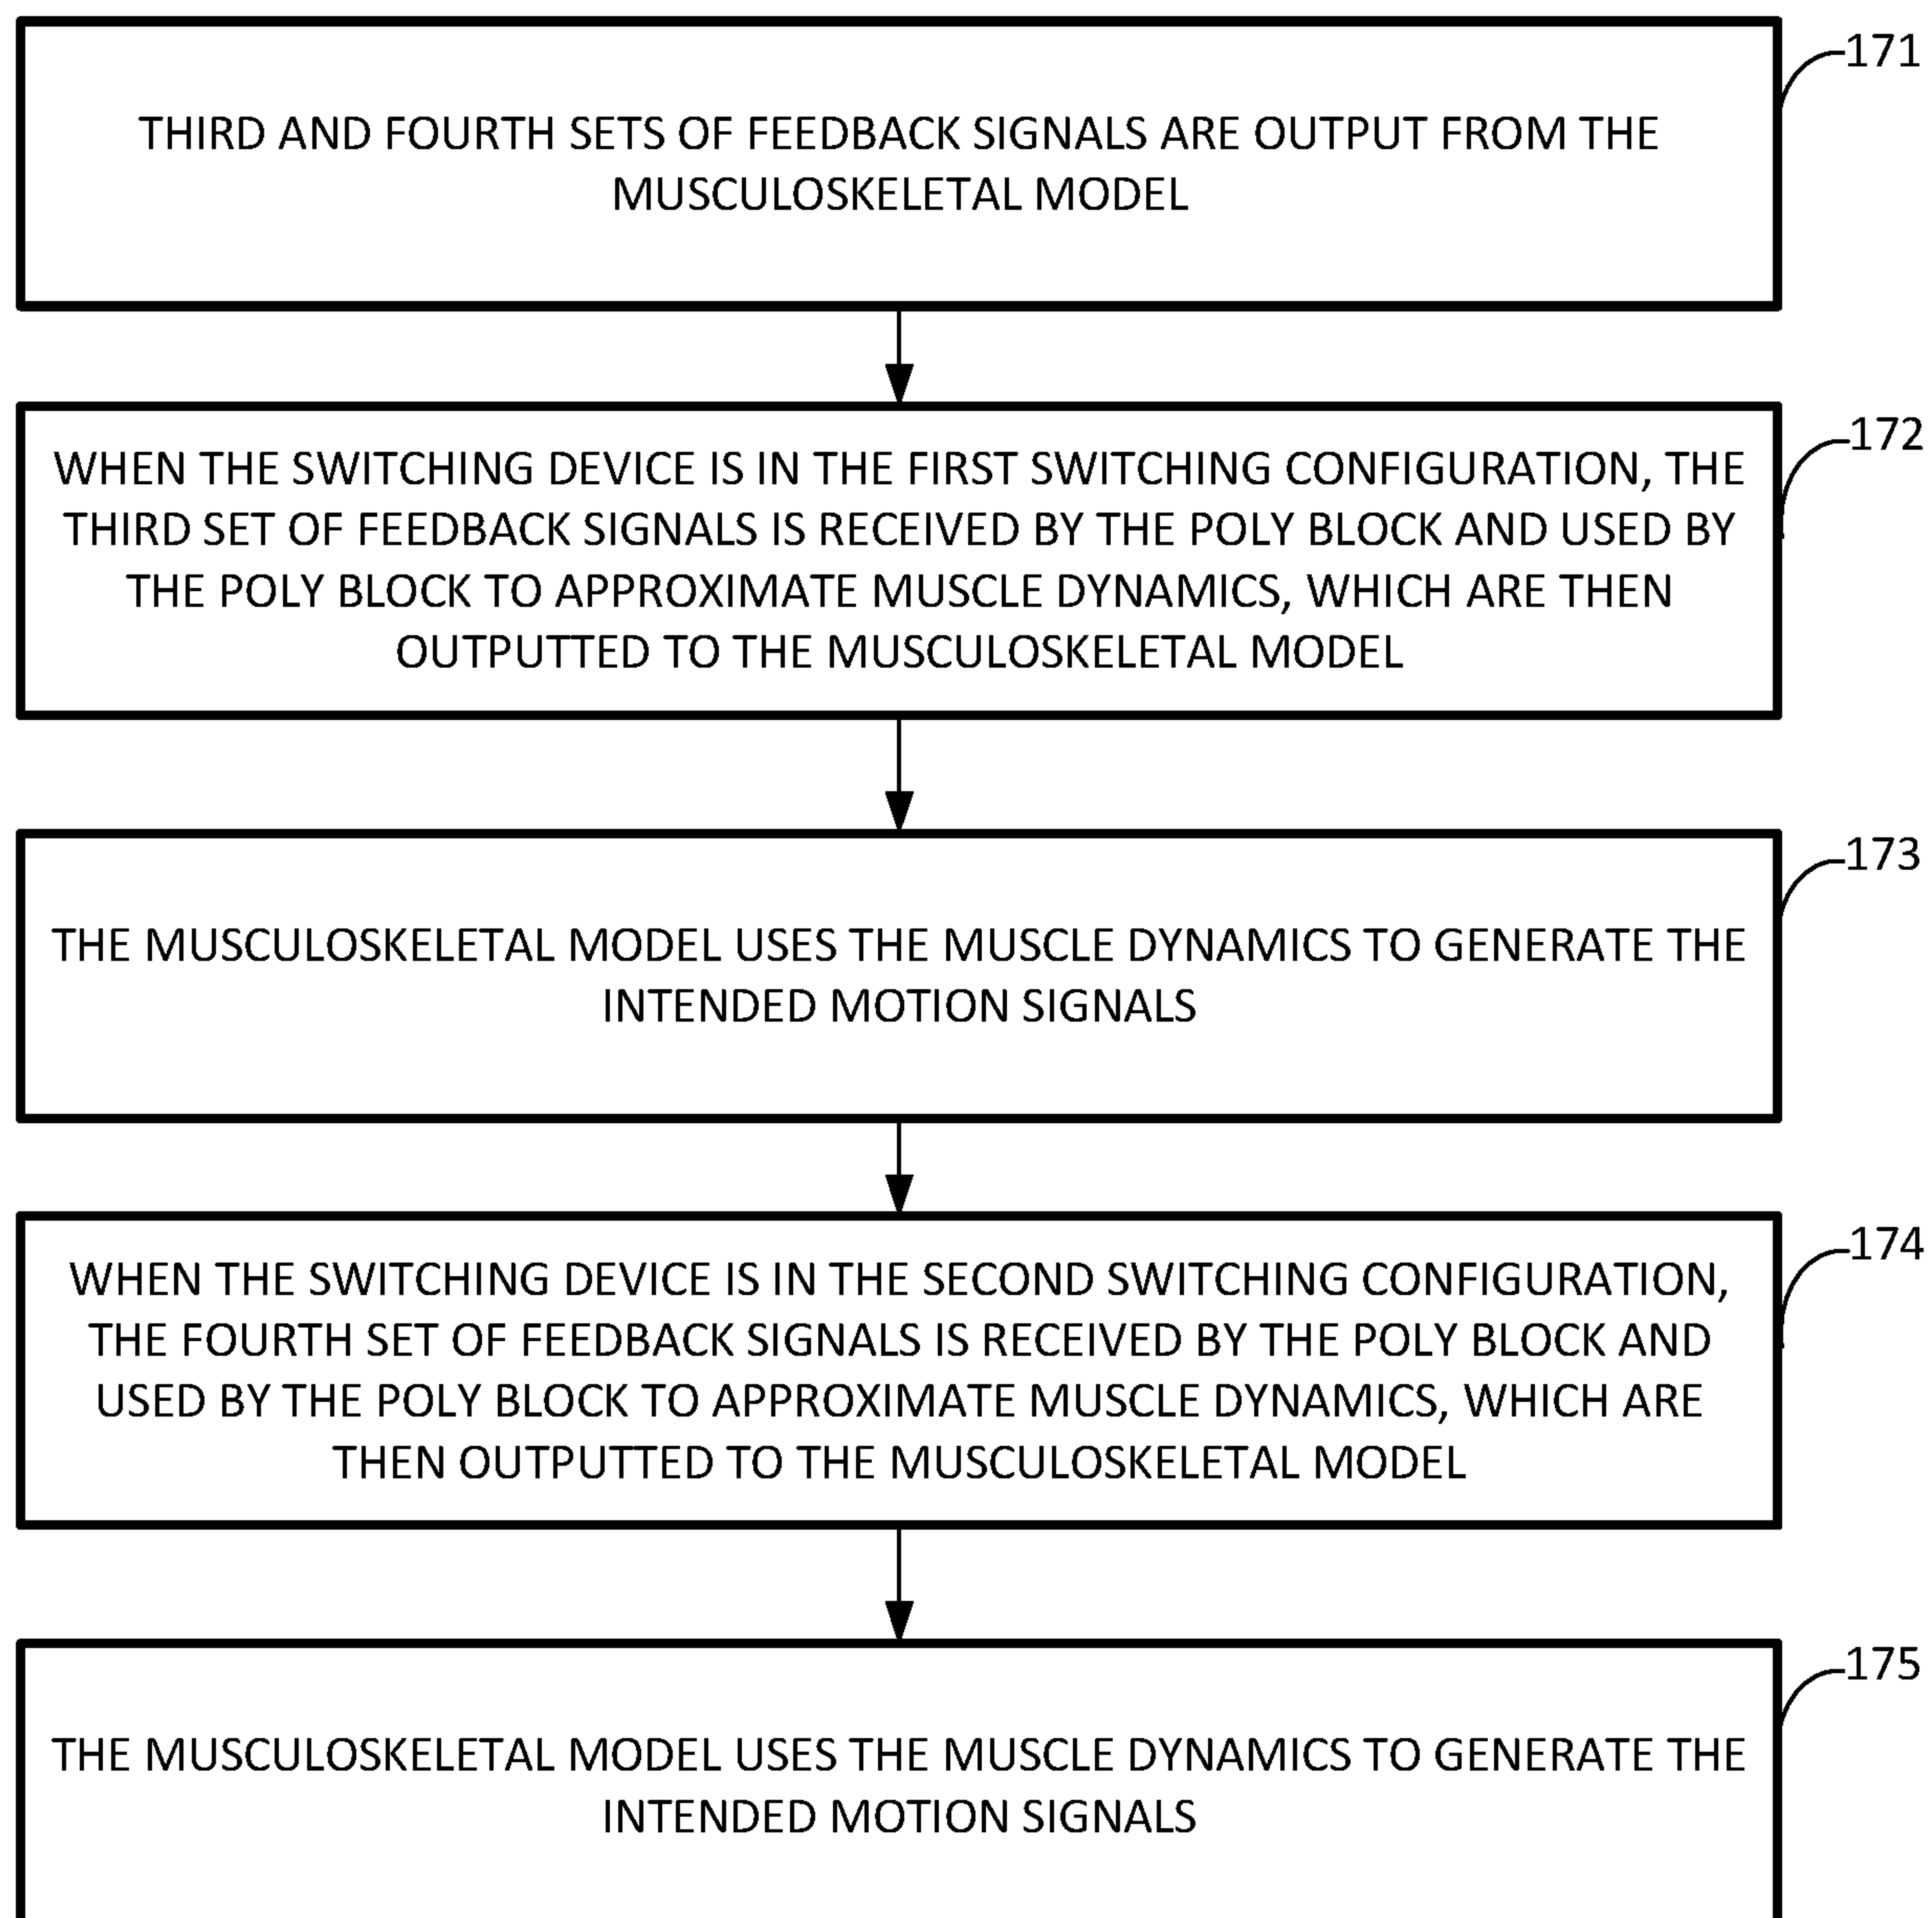 171
THIRD AND FOURTH SETS OF FEEDBACK SIGNALS ARE OUTPUT FROM THE
MUSCULOSKELETAL MODEL
172
WHEN THE SWITCHING DEVICE IS IN THE FIRST SWITCHING CONFIGURATION, THE
THIRD SET OF FEEDBACK SIGNALS IS RECEIVED BY THE POLY BLOCK AND USED BY
THE POLY BLOCK TO APPROXIMATE MUSCLE DYNAMICS, WHICH ARE THEN
OUTPUTTED TO THE MUSCULOSKELETAL MODEL
173
THE MUSCULOSKELETAL MODEL USES THE MUSCLE DYNAMICS TO GENERATE THE
INTENDED MOTION SIGNALS
174
WHEN THE SWITCHING DEVICE IS IN THE SECOND SWITCHING CONFIGURATION,
THE FOURTH SET OF FEEDBACK SIGNALS IS RECEIVED BY THE POLY BLOCK AND
USED BY THE POLY BLOCK TO APPROXIMATE MUSCLE DYNAMICS, WHICH ARE
THEN OUTPUTTED TO THE MUSCULOSKELETAL MODEL
175
THE MUSCULOSKELETAL MODEL USES THE MUSCLE DYNAMICS TO GENERATE THE
INTENDED MOTION SIGNALS